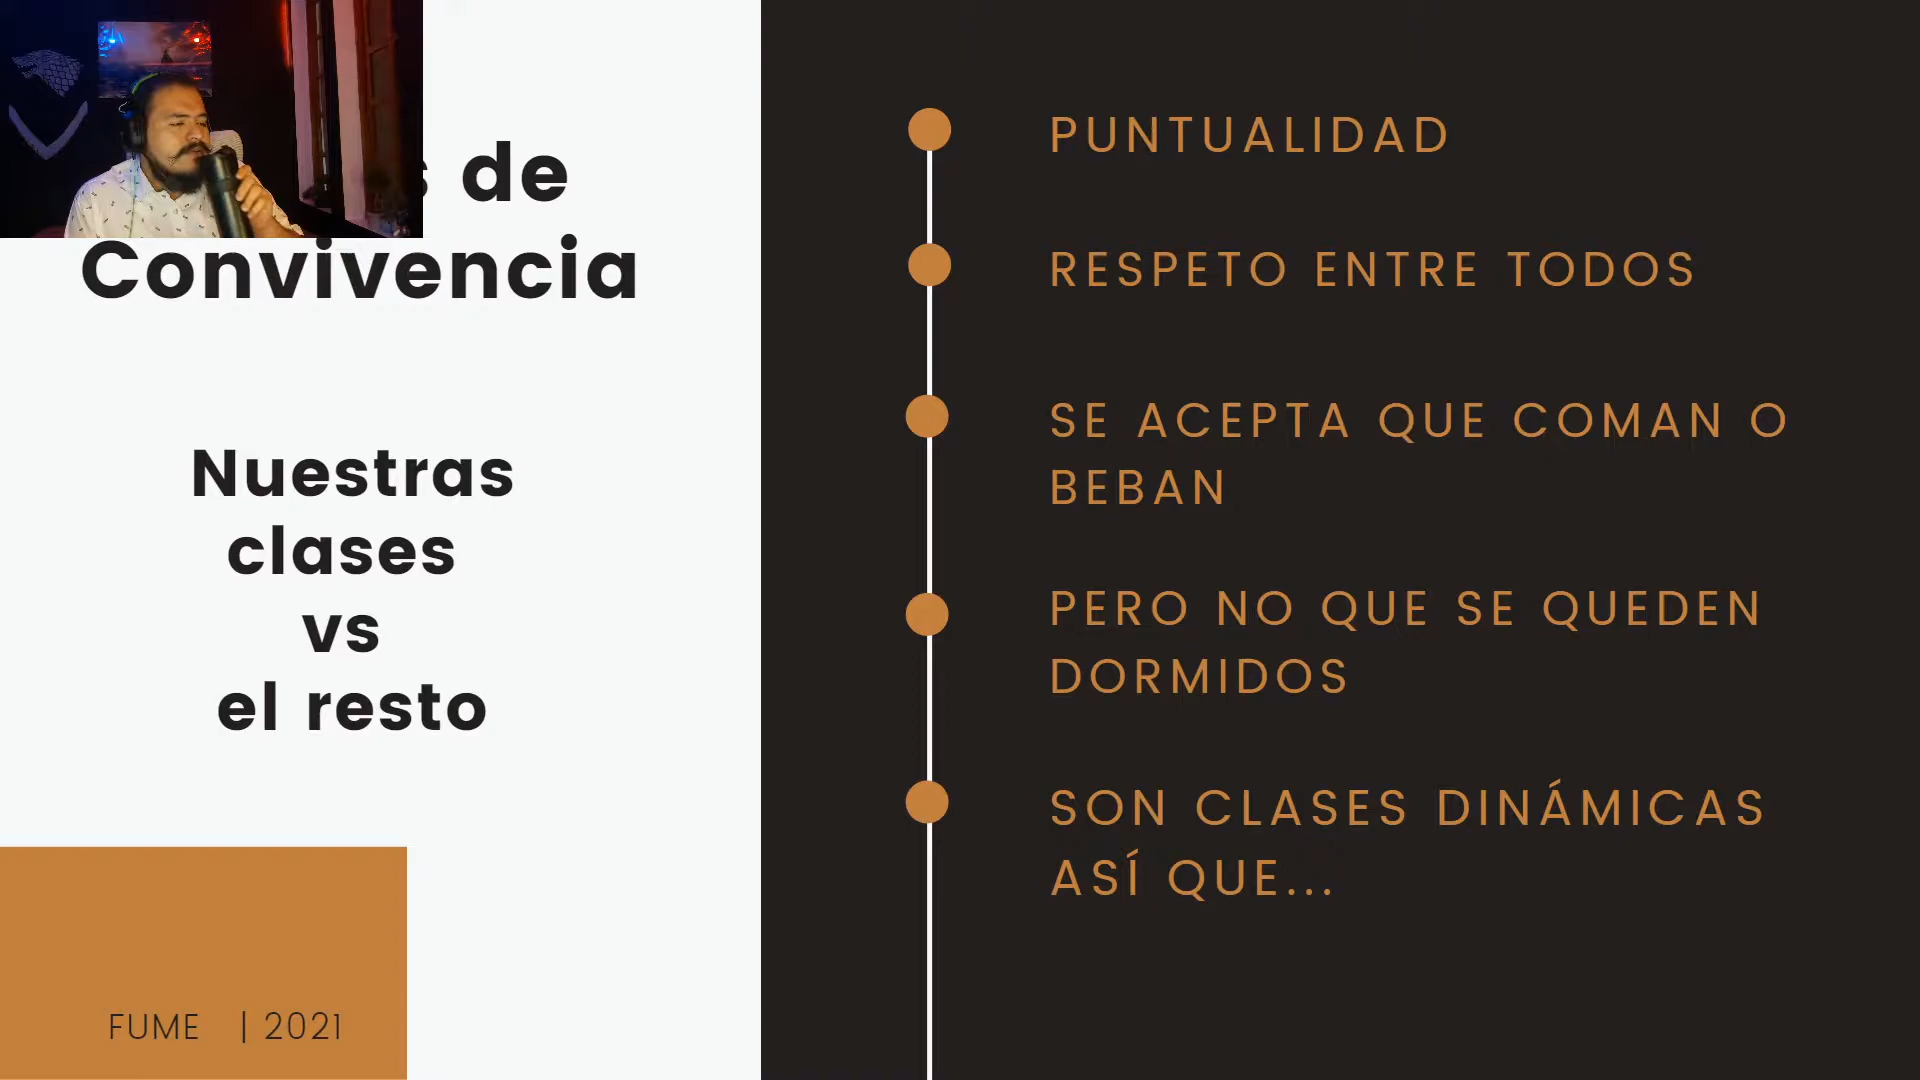 de
Convivencia
Nuestras
clases
vs
el resto
FUME | 2021
PUNTUALIDAD
RESPETO ENTRE TODOS
SE ACEPTA QUE COMAN O
BEBAN
PERO NO QUE SE QUEDEN
DORMIDOS
SON CLASES DINÁMICAS
ASÍ QUE...